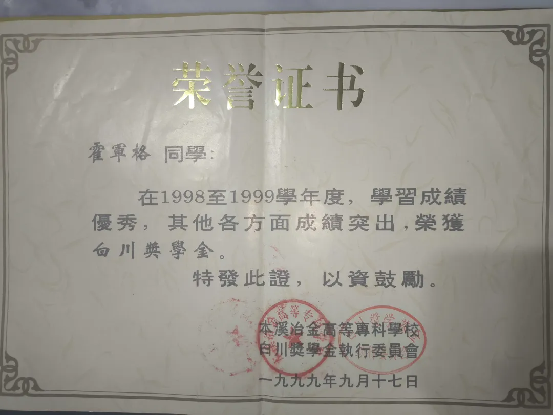 荣誉证书
霍軍格 同學:
在1998至1999學年度，學習成績
優秀，其他各方面成績突出，榮獲
白川奬學金。
特發此證，以資鼓勵。
本溪冶金高等專科學校
白川獎學金執行委員會
一九九九年九月十七日